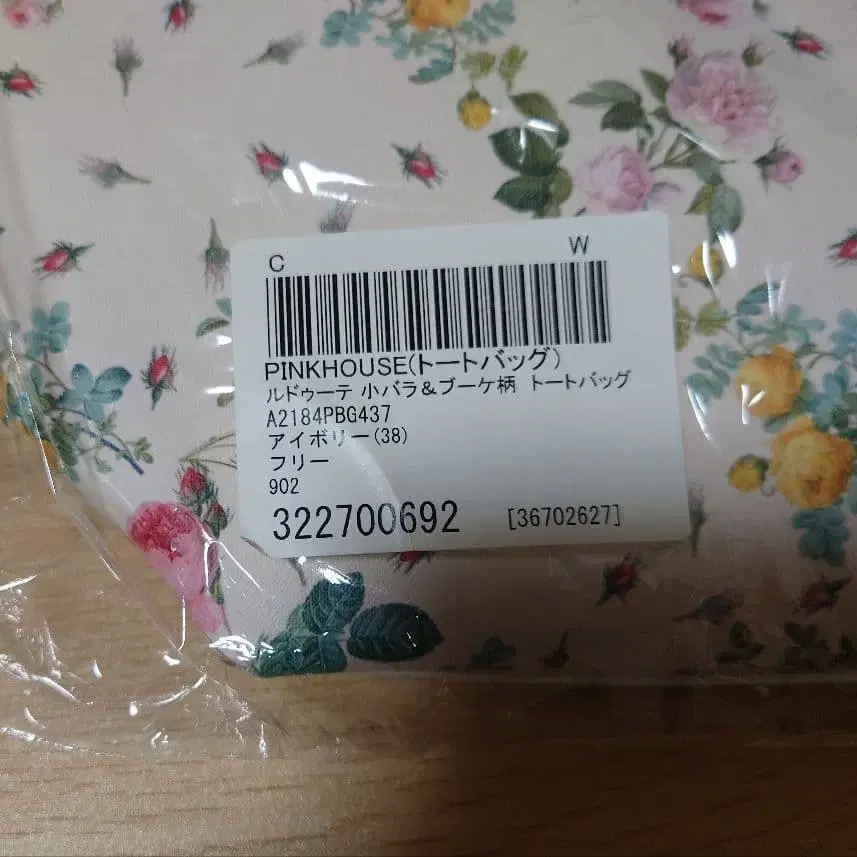 C W
PINKHOUSE(トートバッグ)
ルドゥーテ 小バラ＆ブーケ柄 トートバッグ
A2184PBG437
アイボリー(38)
フリー
902
322700692 [36702627]